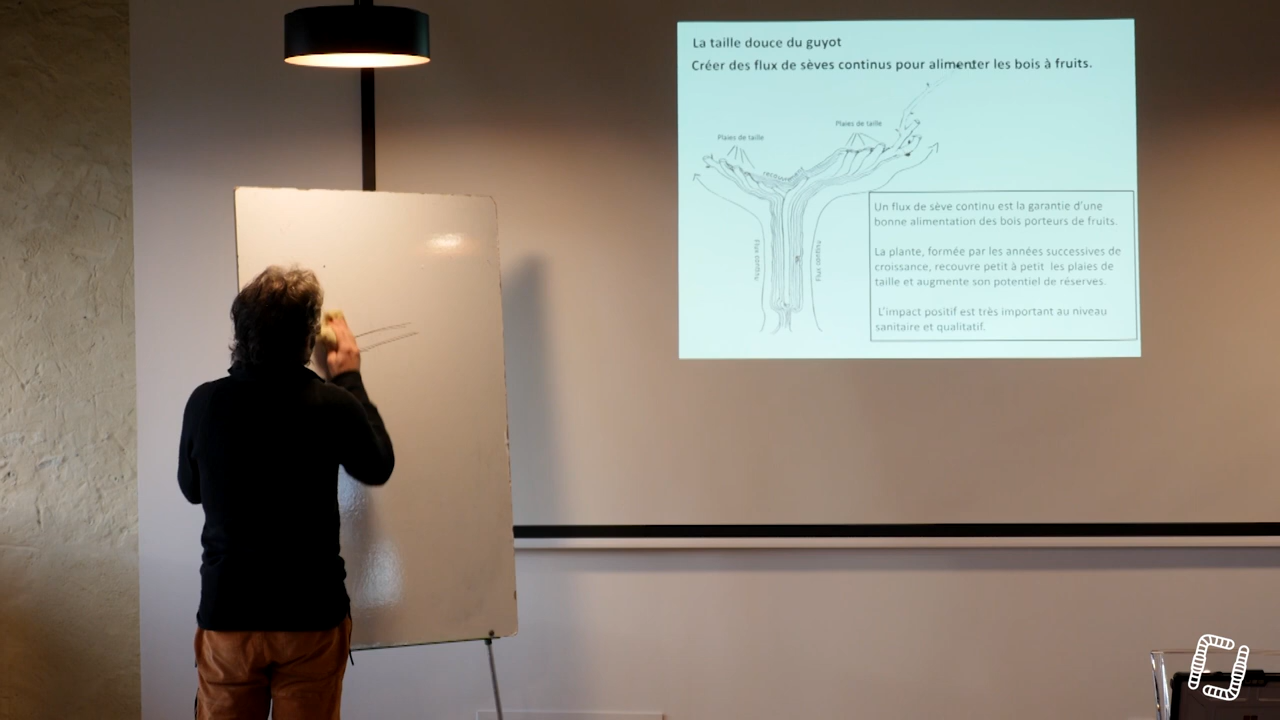 La taille douce du guyot
Créer des flux de sèves continus pour alimenter les bois à fruits.
Plaies de taille
Plaies de taille
Flux continu
Flux continu
Un flux de sève continu est la garantie d'une
bonne alimentation des bois porteurs de fruits.
La plante, formée par les années successives de
croissance, recouvre petit à petit les plaies de
taille et augmente son potentiel de réserves.
L'impact positif est très important au niveau
sanitaire et qualitatif.